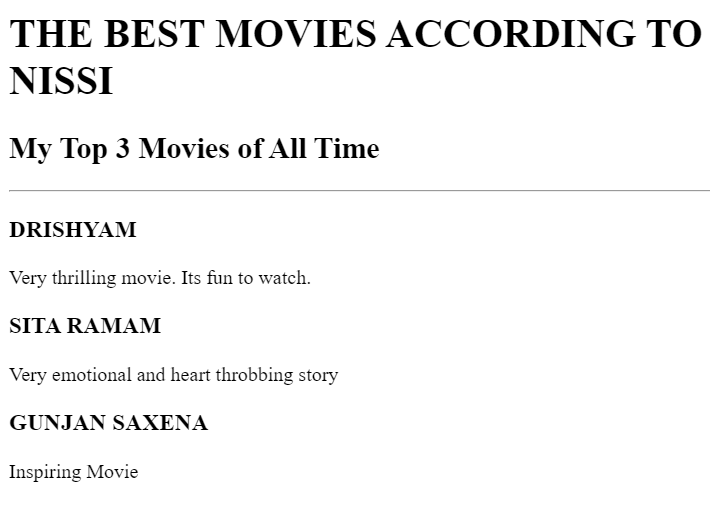 THE BEST MOVIES ACCORDING TO
NISSI
My Top 3 Movies of All Time
DRISHYAM
Very thrilling movie. Its fun to watch.
SITA RAMAM
Very emotional and heart throbbing story
GUNJAN SAXENA
Inspiring Movie